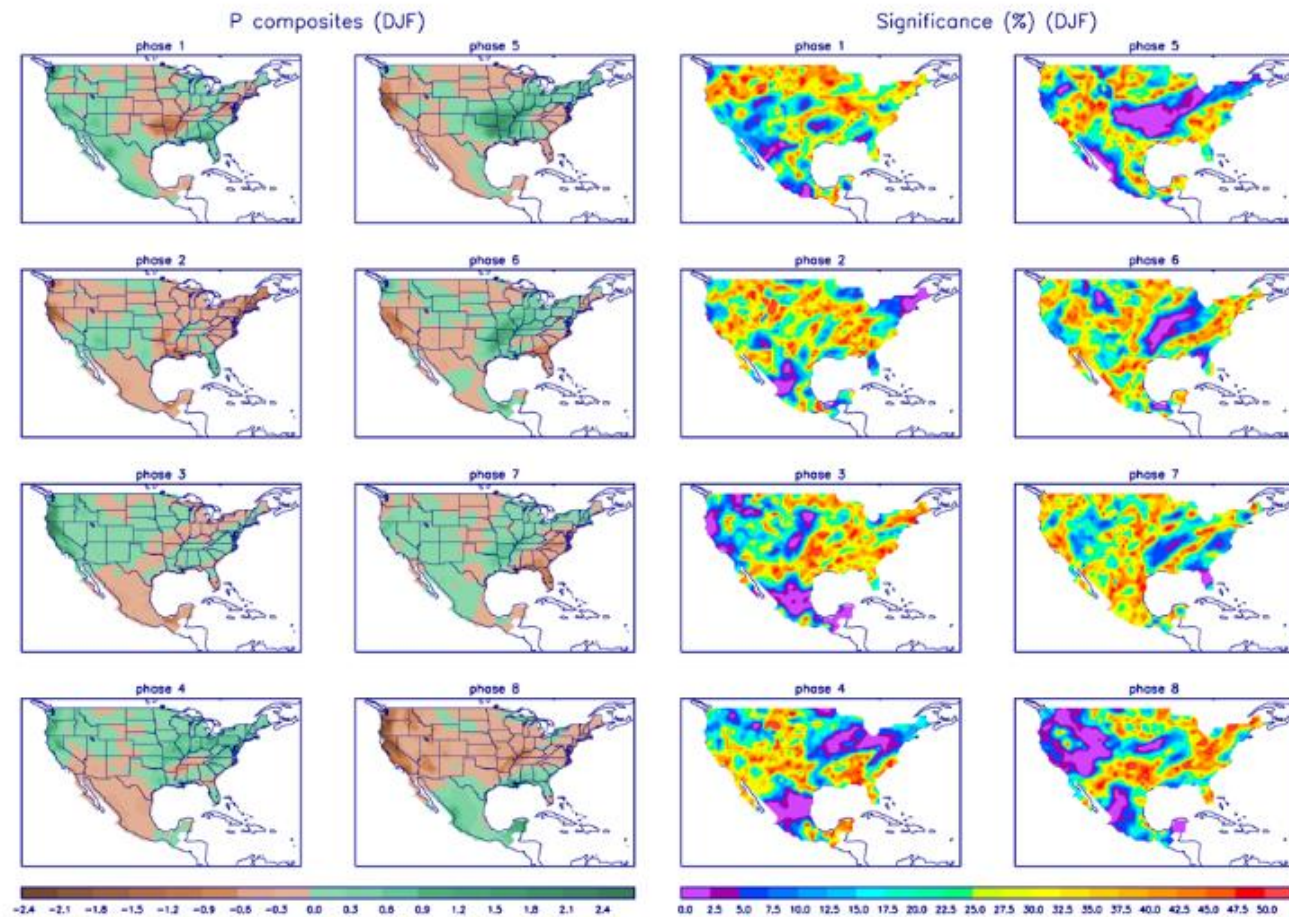 P composites (DJF)
Significance (%) (DJF)
phase 1
phase 5
phase 1
phase 5
phase 2
phase 6
phase 2
phase 6
phase 3
phase 7
phase 3
phase 7
phase 4
phase 8
phase 4
phase 8
-2.4 -2.1 -1.8 -1.5 -1.2 -0.9 -0.6 -0.3 0.0 0.3 0.6 0.9 1.2 1.5 1.8 2.1 2.4
0.0 2.5 5.0 7.5 10.0 12.5 15.0 17.5 20.0 22.5 25.0 27.5 30.0 32.5 35.0 37.5 40.0 42.5 45.0 47.5 50.0